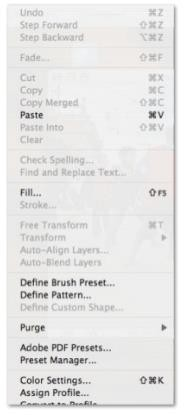 Undo ⌘Z
Step Forward ⇧⌘Z
Step Backward ⌥⌘Z
Fade... ⇧⌘F
Cut ⌘X
Copy ⌘C
Copy Merged ⇧⌘C
Paste ⌘V
Paste Into ⇧⌘V
Clear
Check Spelling...
Find and Replace Text...
Fill... ⇧F5
Stroke...
Free Transform ⌘T
Transform
Auto-Align Layers...
Auto-Blend Layers
Define Brush Preset...
Define Pattern...
Define Custom Shape...
Purge
Adobe PDF Presets...
Preset Manager...
Color Settings... ⇧⌘K
Assign Profile...
Convert to Profile...